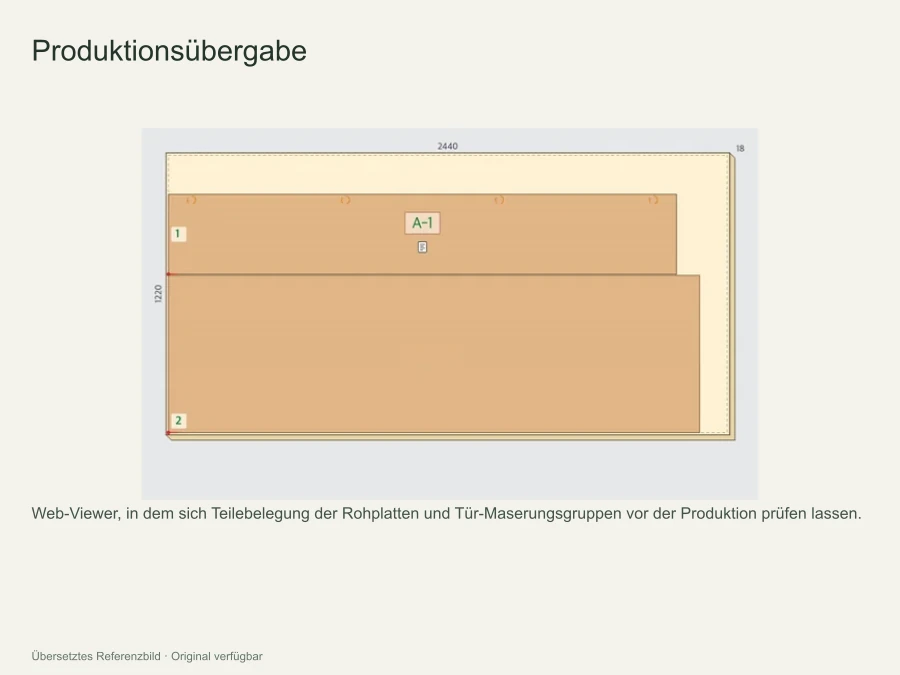 Produktionsübergabe
2440
18
A-1
1
1220
2
Web-Viewer, in dem sich Teilebelegung der Rohplatten und Tür-Maserungsgruppen vor der Produktion prüfen lassen.
Übersetztes Referenzbild · Original verfügbar